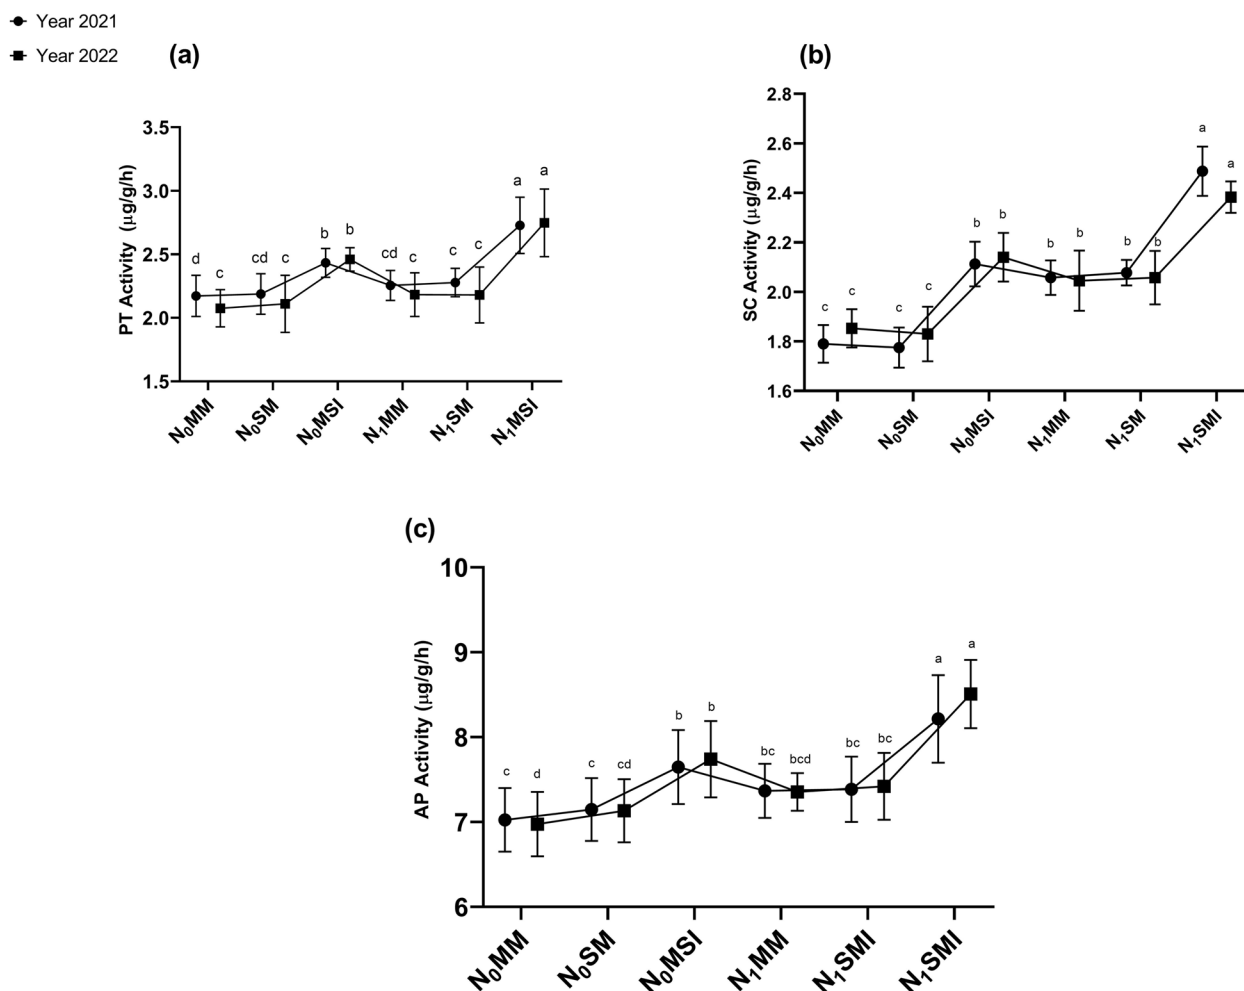 Year 2021
Year 2022
(a)
PT Activity (μg/g/h)
3.5
3.0
2.5
2.0
1.5
d c cd c b b cd c c c a a
N₀MM N₀SM N₀MSI N₁MM N₁SM N₁MSI
(b)
SC Activity (μg/g/h)
2.8
2.6
2.4
2.2
2.0
1.8
1.6
c c c c b b b b b b a a
N₀MM N₀SM N₀MSI N₁MM N₁SM N₁SMI
(c)
AP Activity (μg/g/h)
10
9
8
7
6
c d c cd b b bc bcd bc bc a a
N₀MM N₀SM N₀MSI N₁MM N₁SMI N₁SMI